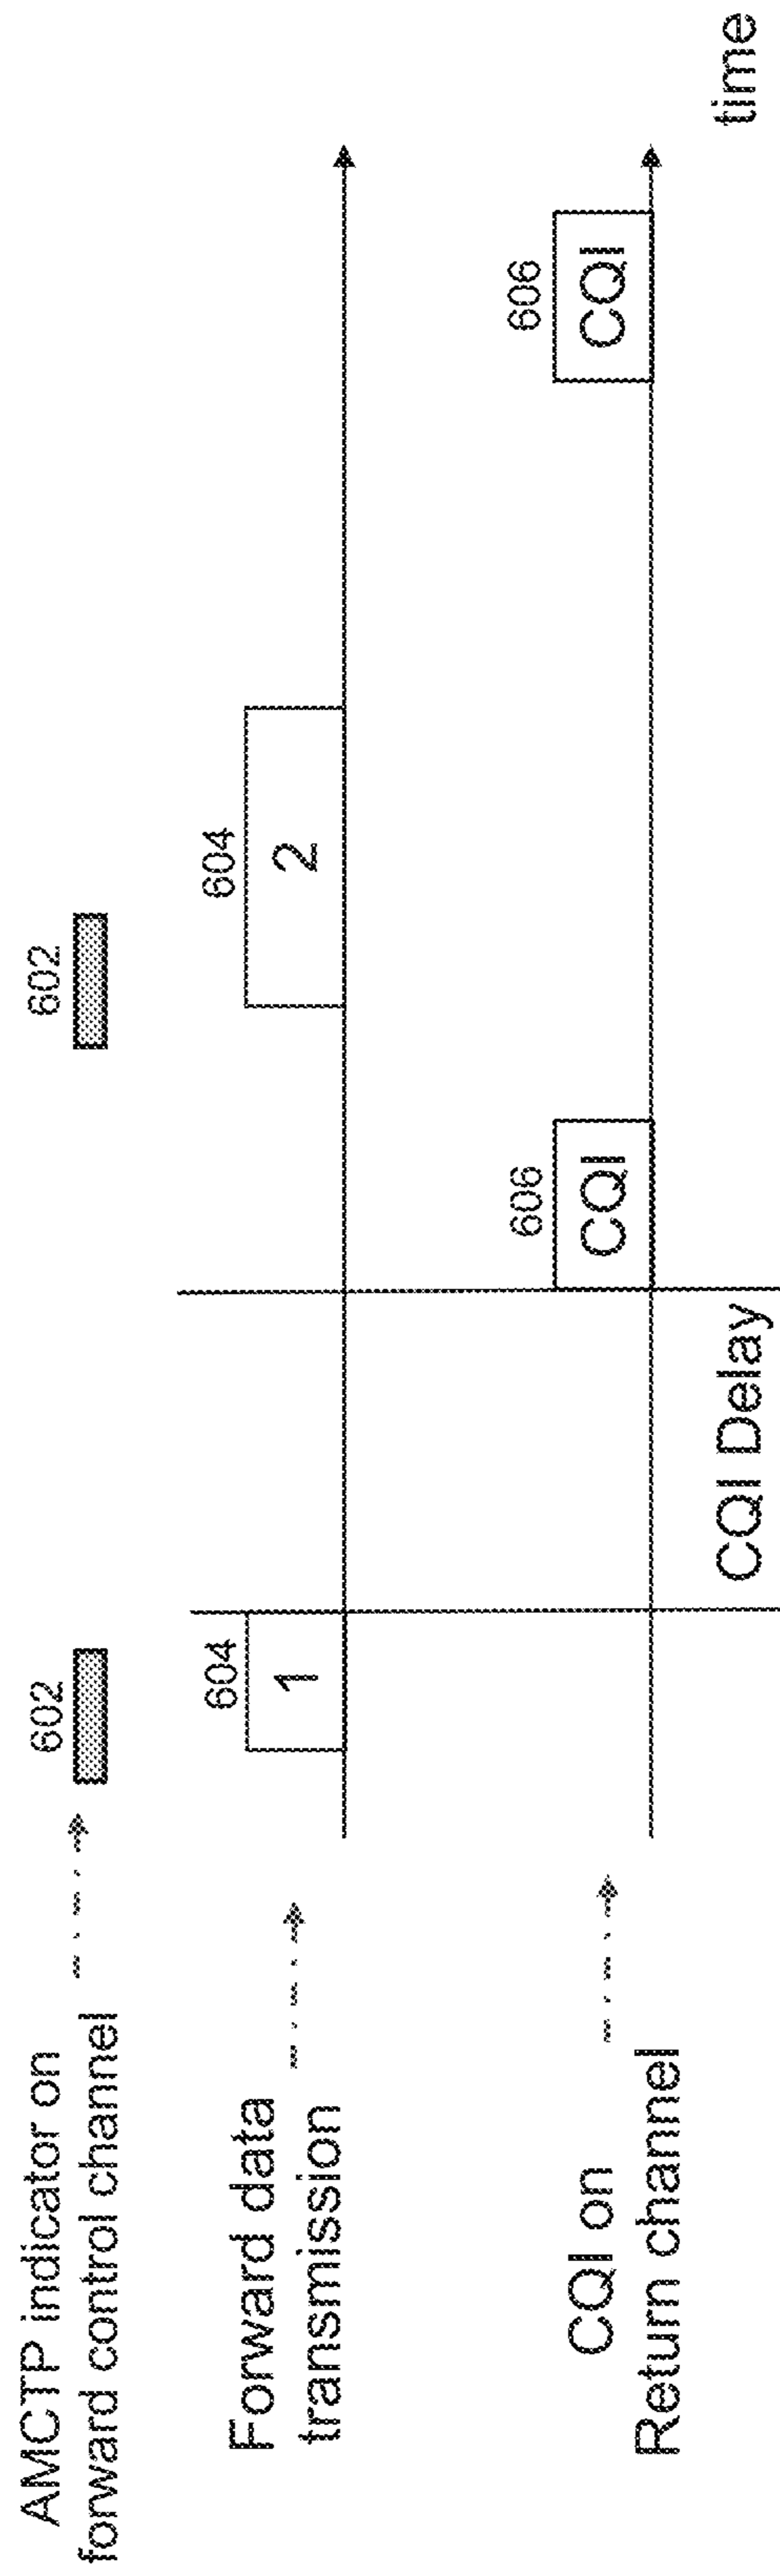 AMCTP indicator on
forward control channel
602
602
Forward data
transmission
604
1
604
2
CQI on
Return channel
606
CQI
606
CQI
CQI Delay
time